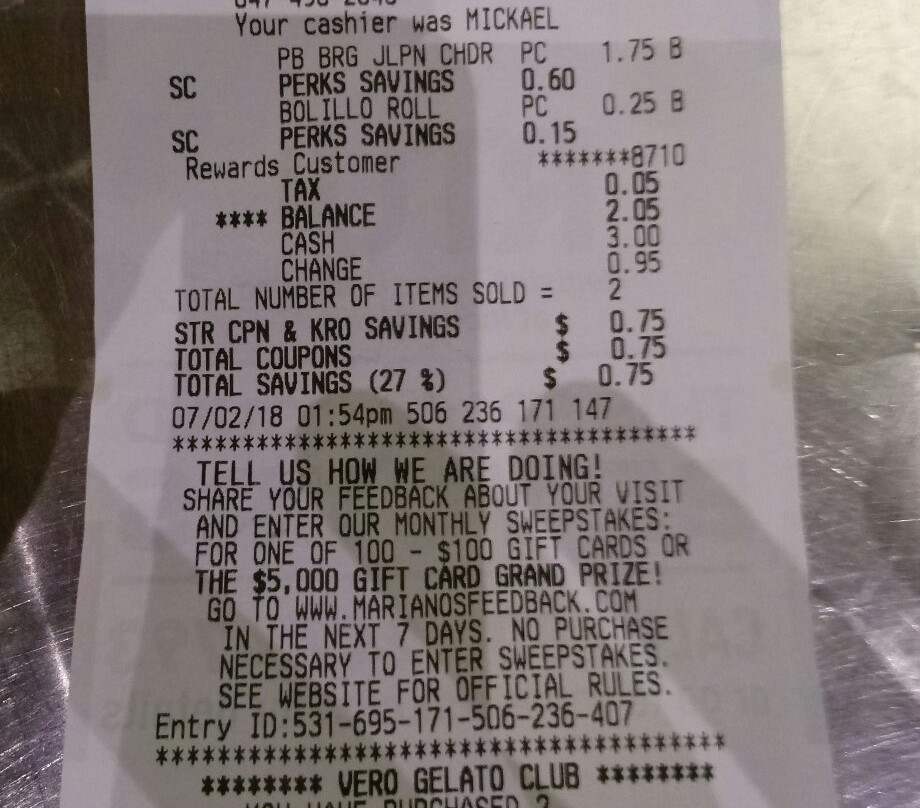 Your cashier was MICKAEL
PB BRG JLPN CHDR PC 1.75 B
SC PERKS SAVINGS 0.60
BOLILLO ROLL PC 0.25 B
SC PERKS SAVINGS 0.15
Rewards Customer *******8710
TAX 0.05
**** BALANCE 2.05
CASH 3.00
CHANGE 0.95
TOTAL NUMBER OF ITEMS SOLD = 2
STR CPN & KRO SAVINGS $ 0.75
TOTAL COUPONS $ 0.75
TOTAL SAVINGS (27 %) $ 0.75
07/02/18 01:54pm 506 236 171 147
****************************************
TELL US HOW WE ARE DOING!
SHARE YOUR FEEDBACK ABOUT YOUR VISIT
AND ENTER OUR MONTHLY SWEEPSTAKES:
FOR ONE OF 100 - $100 GIFT CARDS OR
THE $5,000 GIFT CARD GRAND PRIZE!
GO TO WWW.MARIANOSFEEDBACK.COM
IN THE NEXT 7 DAYS. NO PURCHASE
NECESSARY TO ENTER SWEEPSTAKES.
SEE WEBSITE FOR OFFICIAL RULES.
Entry ID:531-695-171-506-236-407
****************************************
******** VERO GELATO CLUB ********
YOU HAVE PURCHASED 2